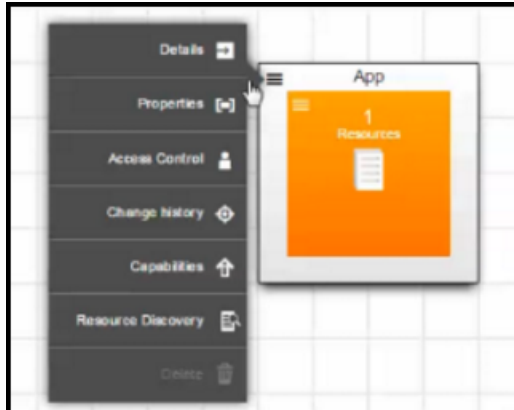 Details
Properties
Access Control
Change history
Capabilities
Resource Discovery
Delete
App
1
Resources